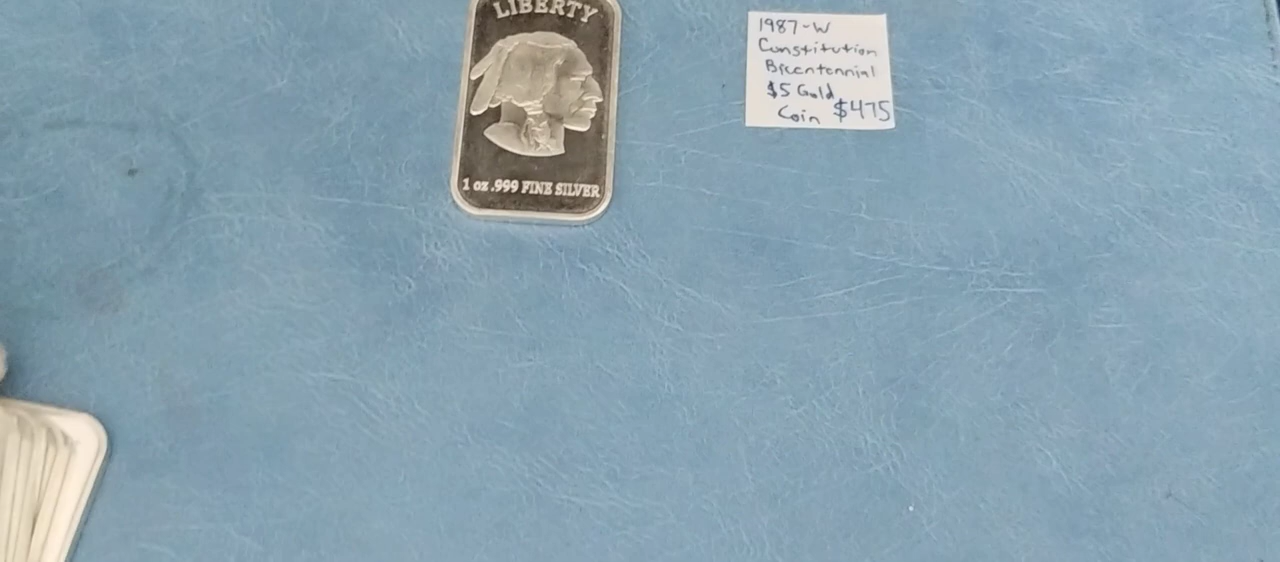 LIBERTY
1 oz .999 FINE SILVER
1987-W
Constitution
Bicentennial
$5 Gold
Coin $475